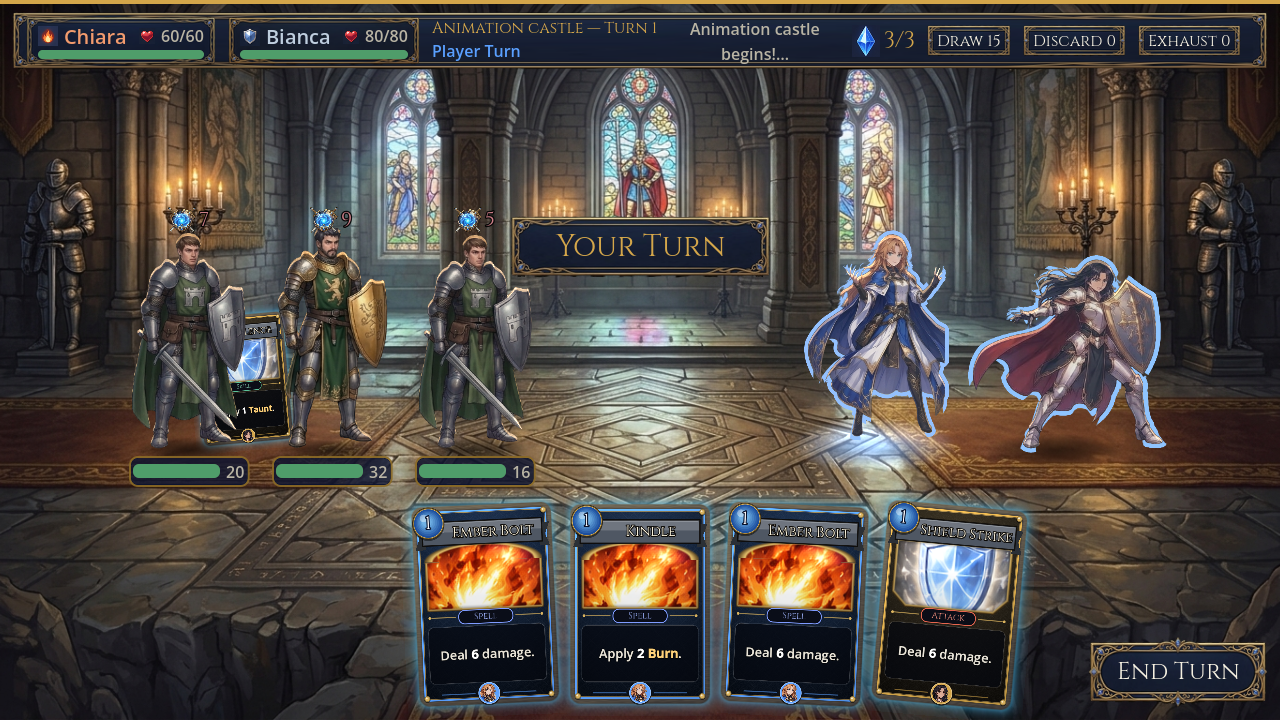 Chiara 60/60
Bianca 80/80
Animation castle — Turn 1
Player Turn
Animation castle
begins!...
3/3
Draw 15
Discard 0
Exhaust 0
7
9
5
Your Turn
1 Taunt.
20
32
16
1
Ember Bolt
Spell
Deal 6 damage.
1
Kindle
Spell
Apply 2 Burn.
1
Ember Bolt
Spell
Deal 6 damage.
1
Shield Strike
Attack
Deal 6 damage.
End Turn